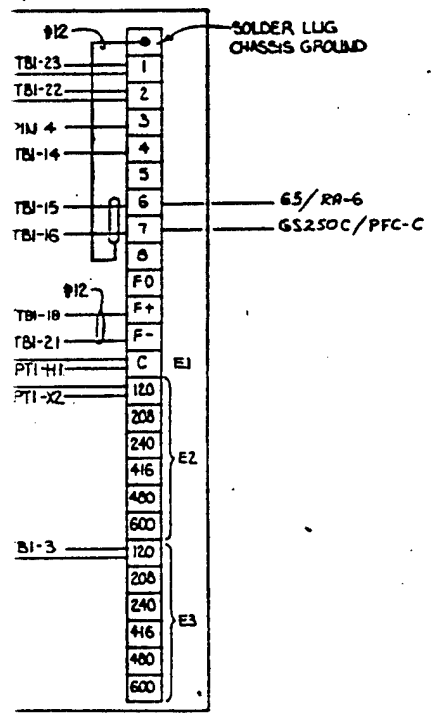 #12
SOLDER LUG
CHASSIS GROUND
TB1-23
1
TB1-22
2
PIN 4
3
TB1-14
4
5
TB1-15
6
GS/RA-6
TB1-16
7
GS250C/PFC-C
8
F0
#12
TB1-18
F+
TB1-21
F-
PT1-H1
C
E1
PT1-X2
120
208
240
416
E2
480
600
B1-3
120
208
240
416
E3
480
600